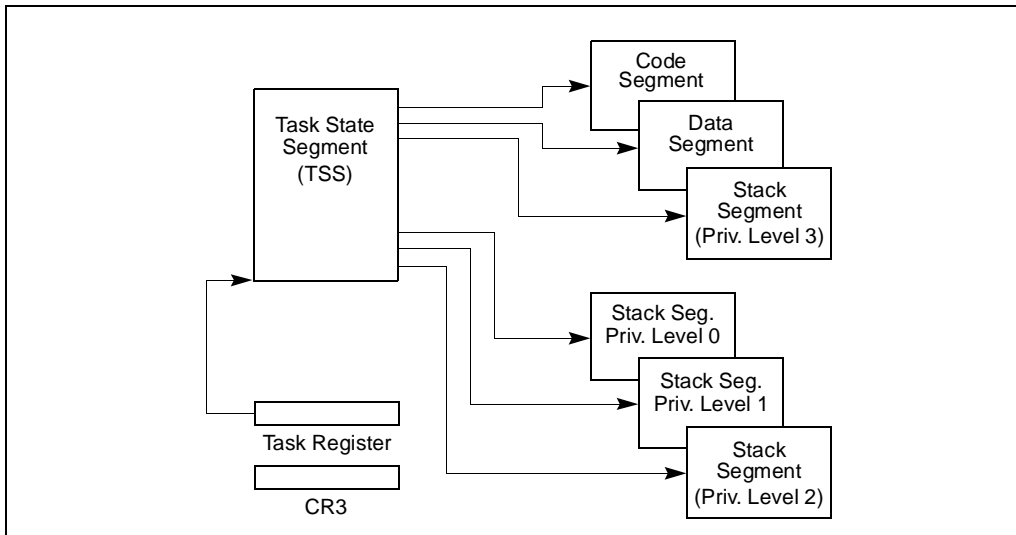 Task State
Segment
(TSS)
Code
Segment
Data
Segment
Stack
Segment
(Priv. Level 3)
Stack Seg.
Priv. Level 0
Stack Seg.
Priv. Level 1
Stack
Segment
(Priv. Level 2)
Task Register
CR3